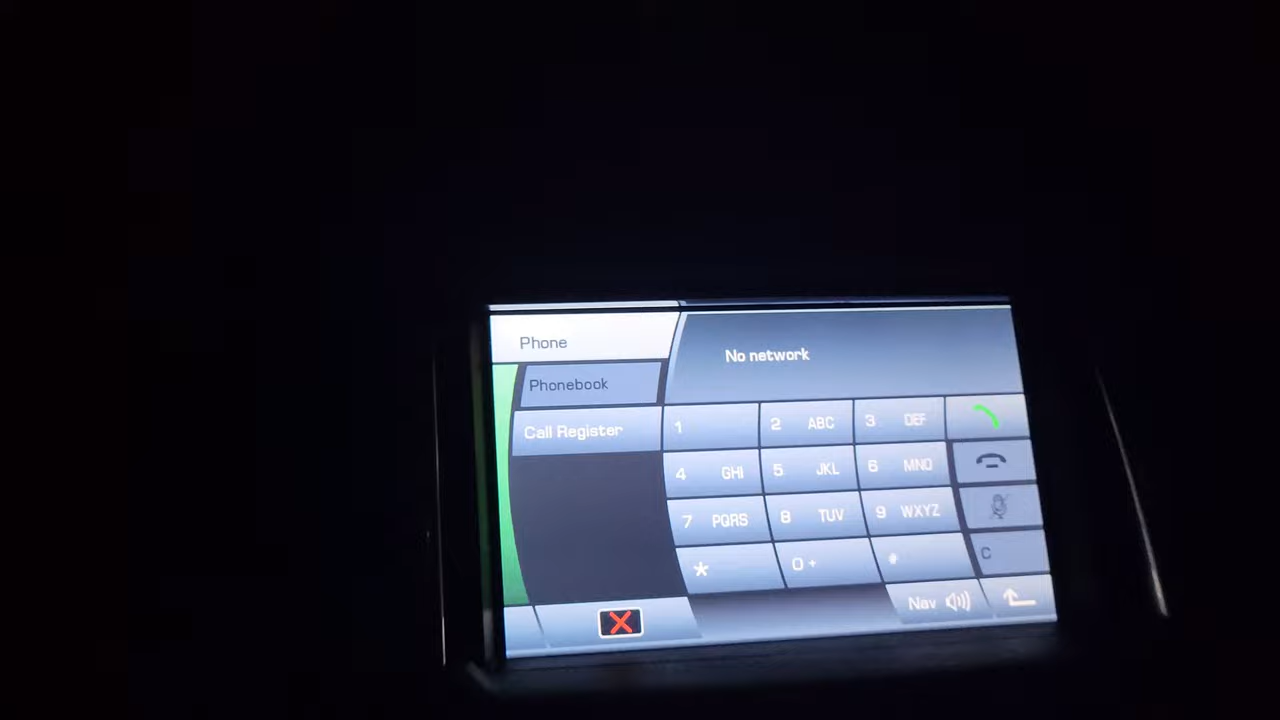 Phone
No network
Phonebook
Call Register
1
2 ABC
3 DEF
4 GHI
5 JKL
6 MNO
7 PQRS
8 TUV
9 WXYZ
*
0 +
#
C
Nav